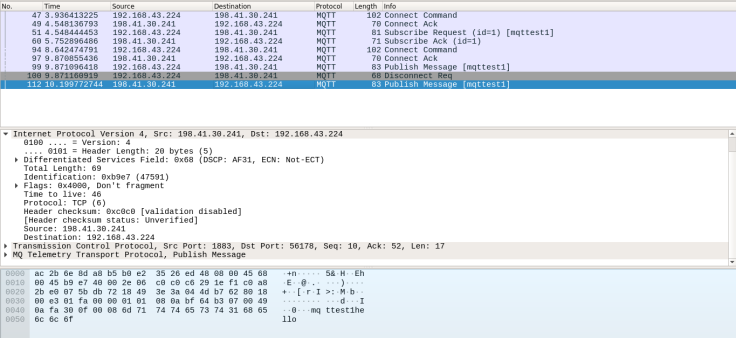 No. Time Source Destination Protocol Length Info
47 3.936413225 192.168.43.224 198.41.30.241 MQTT 102 Connect Command
49 4.548136793 198.41.30.241 192.168.43.224 MQTT 70 Connect Ack
51 4.548444453 192.168.43.224 198.41.30.241 MQTT 81 Subscribe Request (id=1) [mqttest1]
60 5.752896486 198.41.30.241 192.168.43.224 MQTT 71 Subscribe Ack (id=1)
94 8.642474791 192.168.43.224 198.41.30.241 MQTT 102 Connect Command
97 9.870855436 198.41.30.241 192.168.43.224 MQTT 70 Connect Ack
99 9.871096418 192.168.43.224 198.41.30.241 MQTT 83 Publish Message [mqttest1]
100 9.871160919 192.168.43.224 198.41.30.241 MQTT 68 Disconnect Req
112 10.199772744 198.41.30.241 192.168.43.224 MQTT 83 Publish Message [mqttest1]
Internet Protocol Version 4, Src: 198.41.30.241, Dst: 192.168.43.224
0100 .... = Version: 4
.... 0101 = Header Length: 20 bytes (5)
Differentiated Services Field: 0x68 (DSCP: AF31, ECN: Not-ECT)
Total Length: 69
Identification: 0xb9e7 (47591)
Flags: 0x4000, Don't fragment
Time to live: 46
Protocol: TCP (6)
Header checksum: 0xc0c0 [validation disabled]
[Header checksum status: Unverified]
Source: 198.41.30.241
Destination: 192.168.43.224
Transmission Control Protocol, Src Port: 1883, Dst Port: 56178, Seq: 10, Ack: 52, Len: 17
MQ Telemetry Transport Protocol, Publish Message
0000 ac 2b 6e 8d a8 b5 b0 e2 35 26 ed 48 08 00 45 68 ·+n····· 5&·H··Eh
0010 00 45 b9 e7 40 00 2e 06 c0 c0 c6 29 1e f1 c0 a8 ·E··@·.· ···)····
0020 2b e0 07 5b db 72 18 49 3e 3a 04 4d b7 62 80 18 +··[·r·I >:·M·b··
0030 00 e3 01 fa 00 00 01 01 08 0a bf 64 b3 07 00 49 ········ ···d···I
0040 0a fa 30 0f 00 08 6d 71 74 74 65 73 74 31 68 65 ··0···mq ttest1he
0050 6c 6c 6f llo